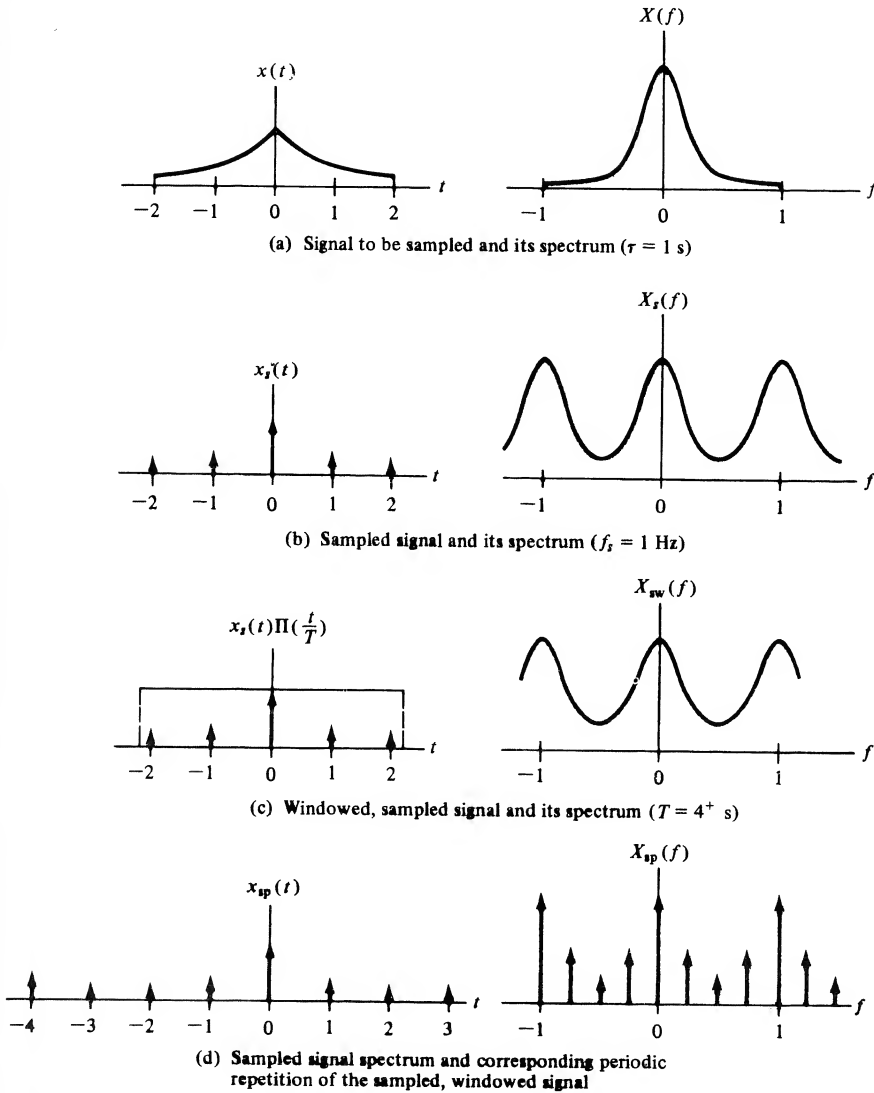 x(t)
X(f)
t
f
−2 −1 0 1 2
−1 0 1
(a) Signal to be sampled and its spectrum (τ = 1 s)
x_s(t)
X_s(f)
t
f
−2 −1 0 1 2
−1 0 1
(b) Sampled signal and its spectrum (f_s = 1 Hz)
x_s(t)Π(t/T)
X_sw(f)
t
f
−2 −1 0 1 2
−1 0 1
(c) Windowed, sampled signal and its spectrum (T = 4⁺ s)
x_sp(t)
X_sp(f)
t
f
−4 −3 −2 −1 0 1 2 3
−1 0 1
(d) Sampled signal spectrum and corresponding periodic
repetition of the sampled, windowed signal